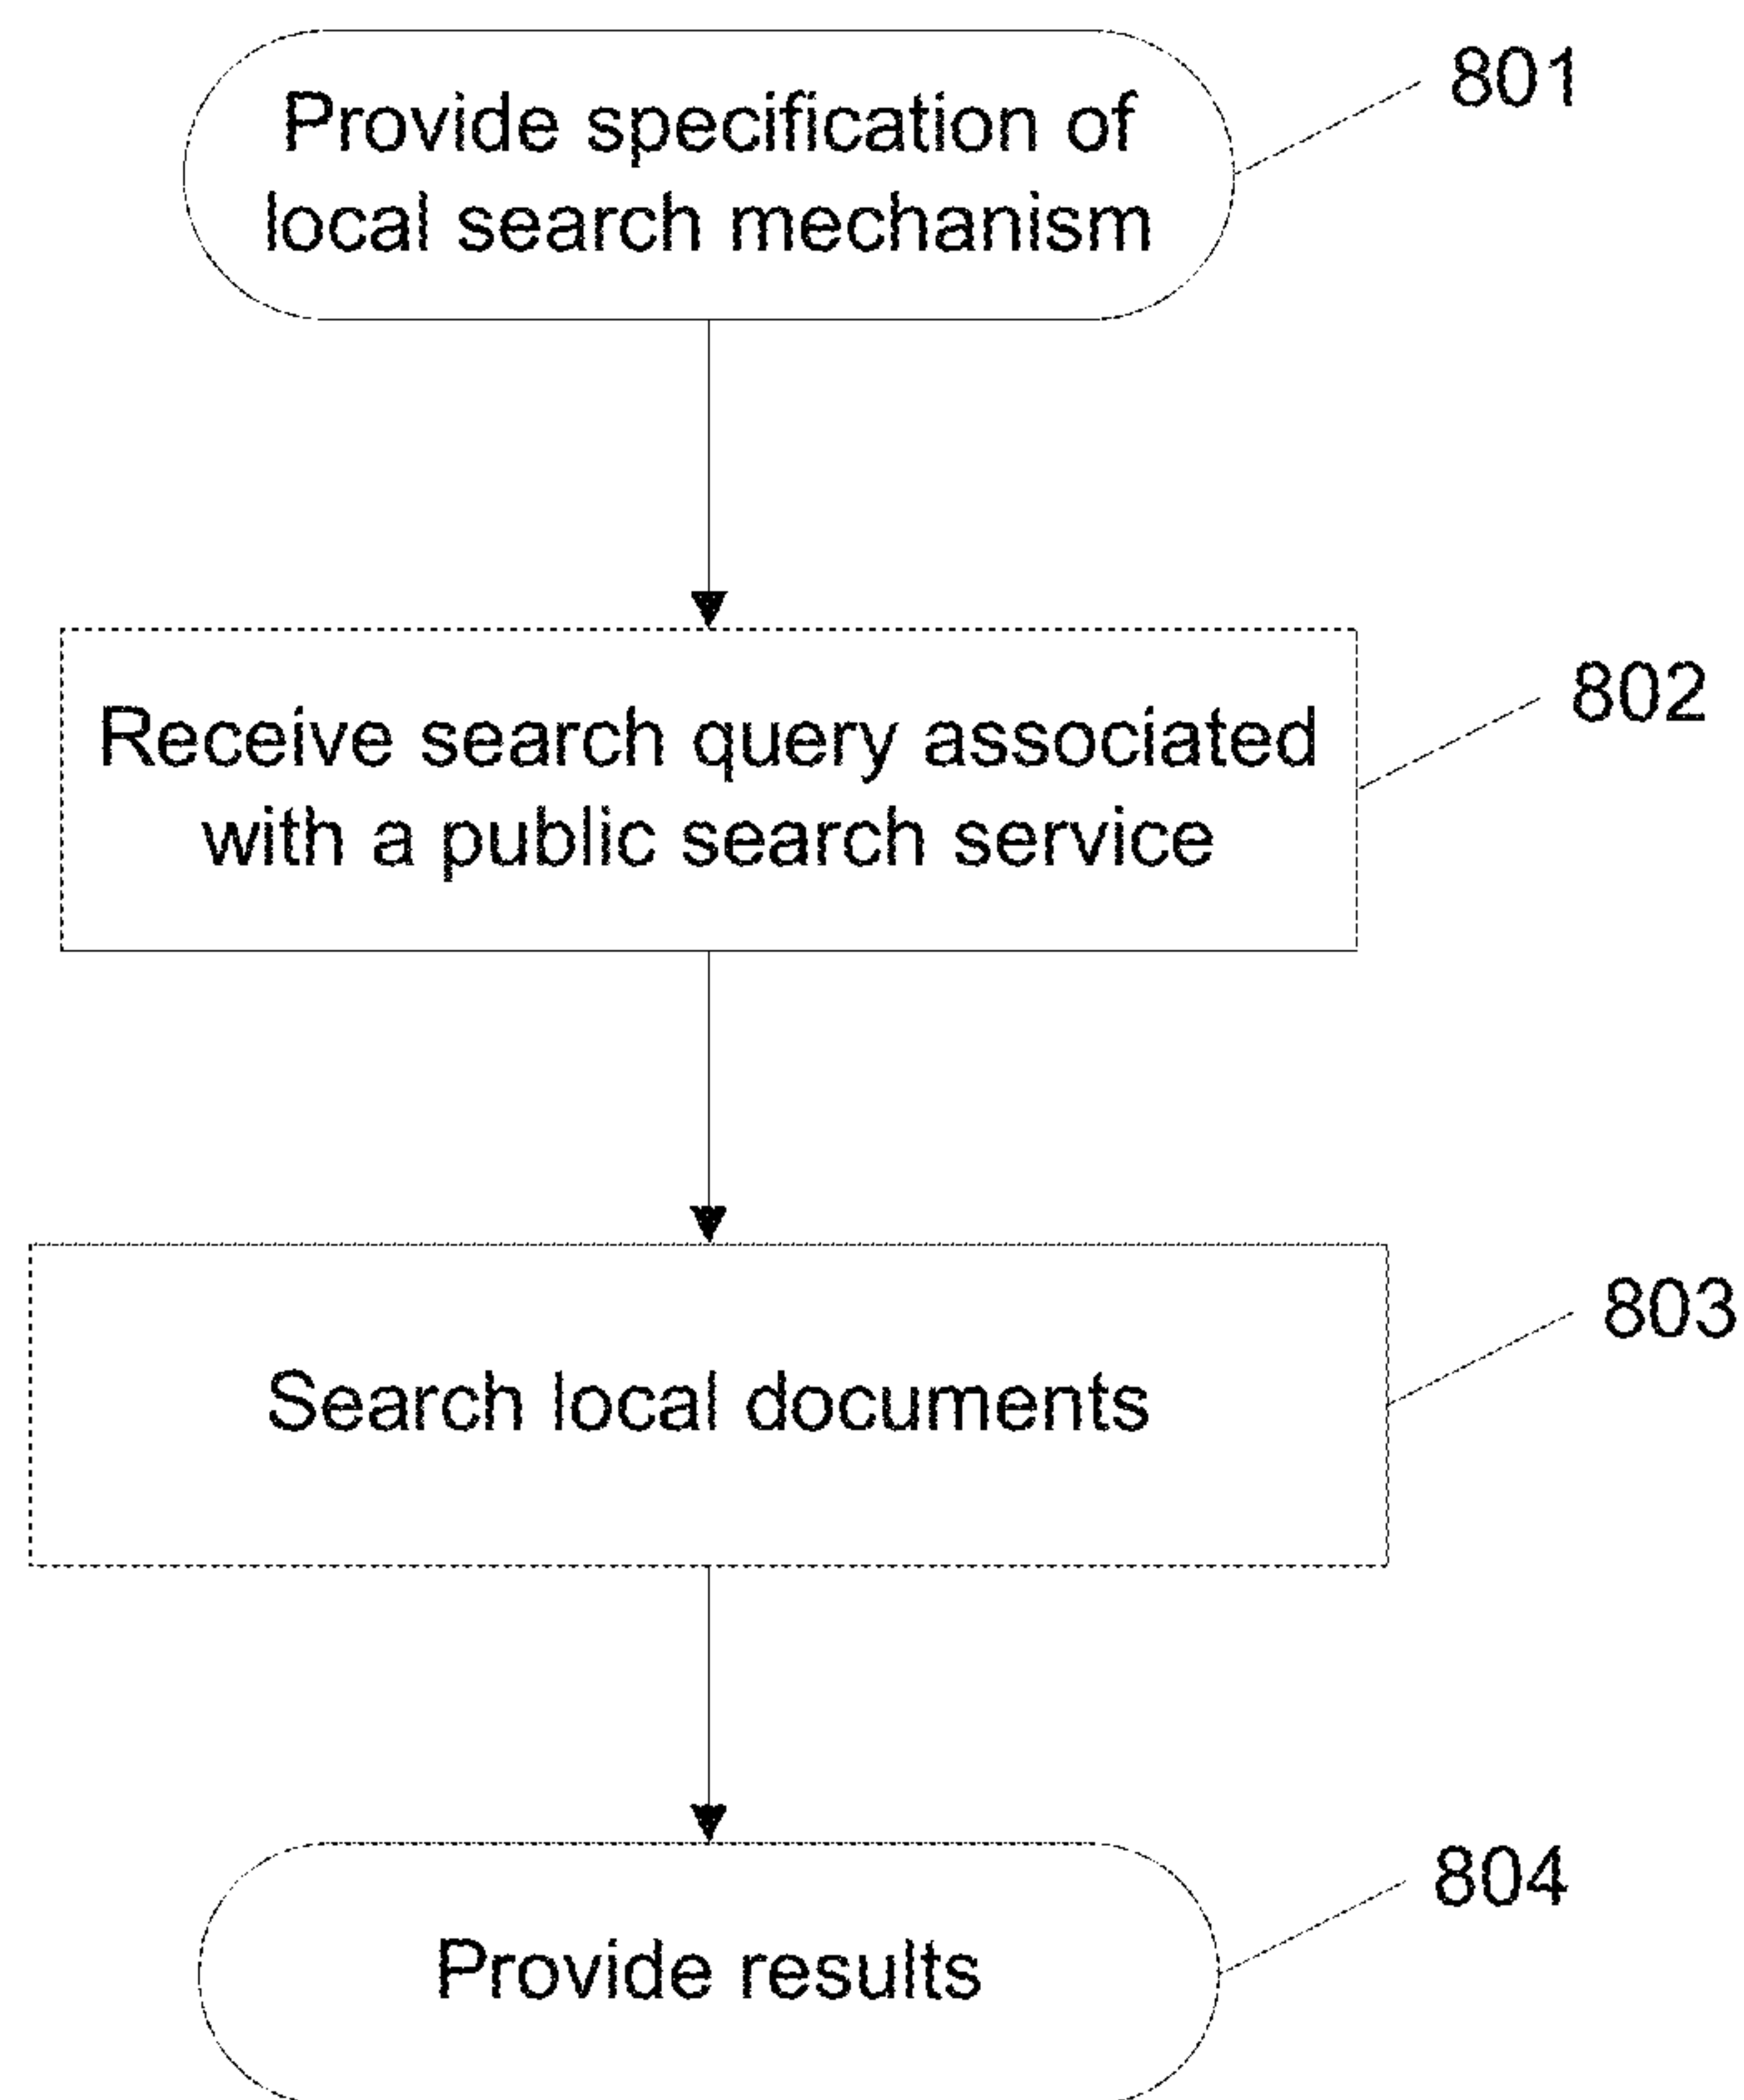 Provide specification of
local search mechanism
801
Receive search query associated
with a public search service
802
Search local documents
803
Provide results
804